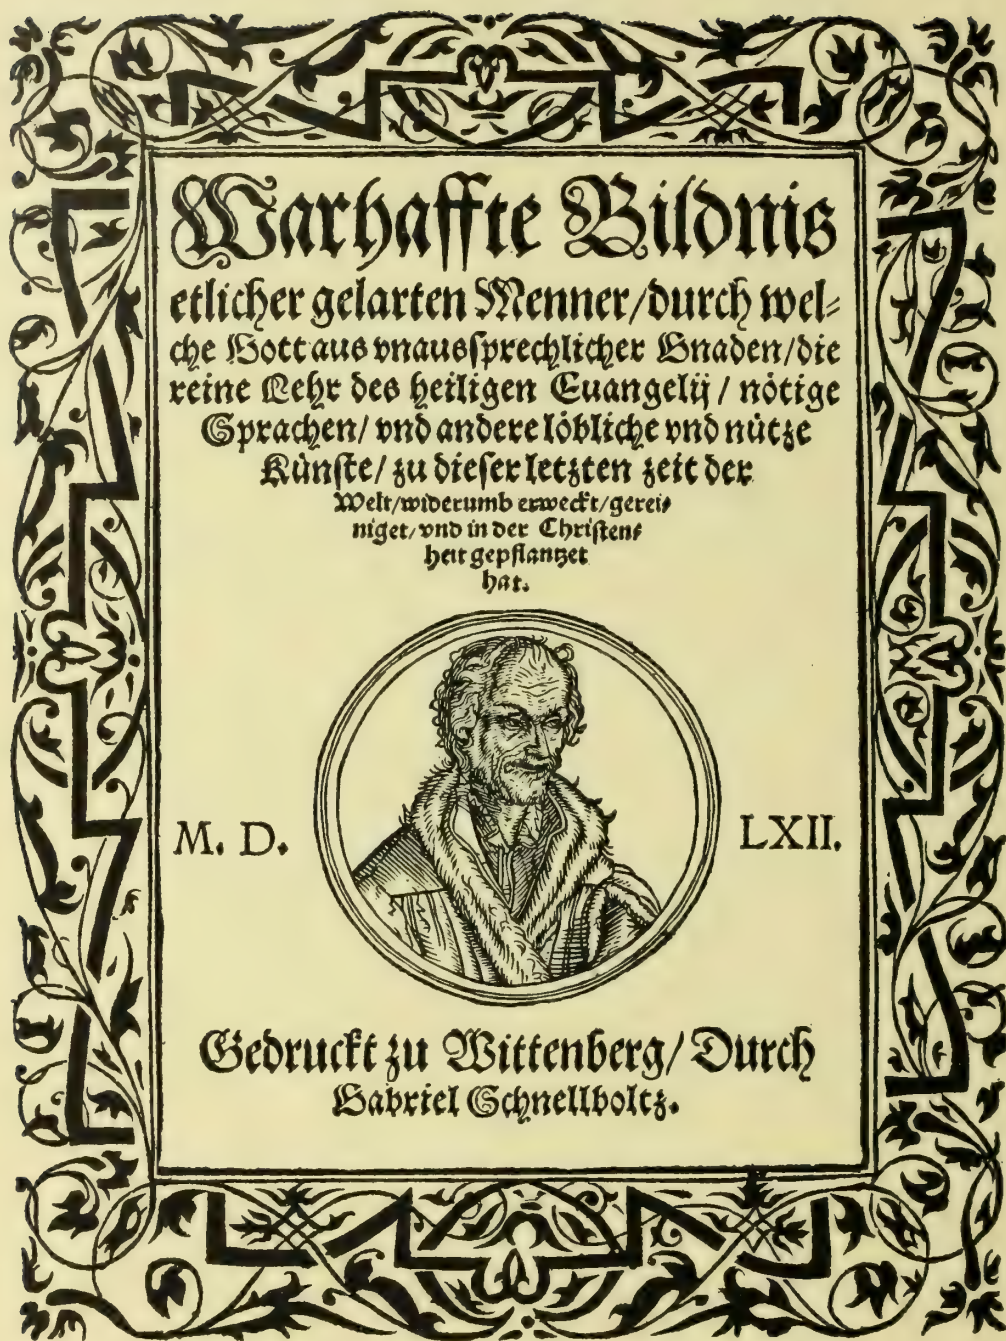 Warhaffte Bildnis
etlicher gelarten Menner/durch wel⸗
che Gott aus vnaussprechlicher Gnaden/die
reine Lehr des heiligen Euangelij / nötige
Sprachen/ vnd andere löbliche vnd nütze
Künste/ zu dieser letzten zeit der
Welt/widerumb erweckt/gerei⸗
niget/vnd in der Christen⸗
heit gepflantzet
hat.
M. D. LXII.
Gedruckt zu Wittenberg/ Durch
Gabriel Schnellboltz.